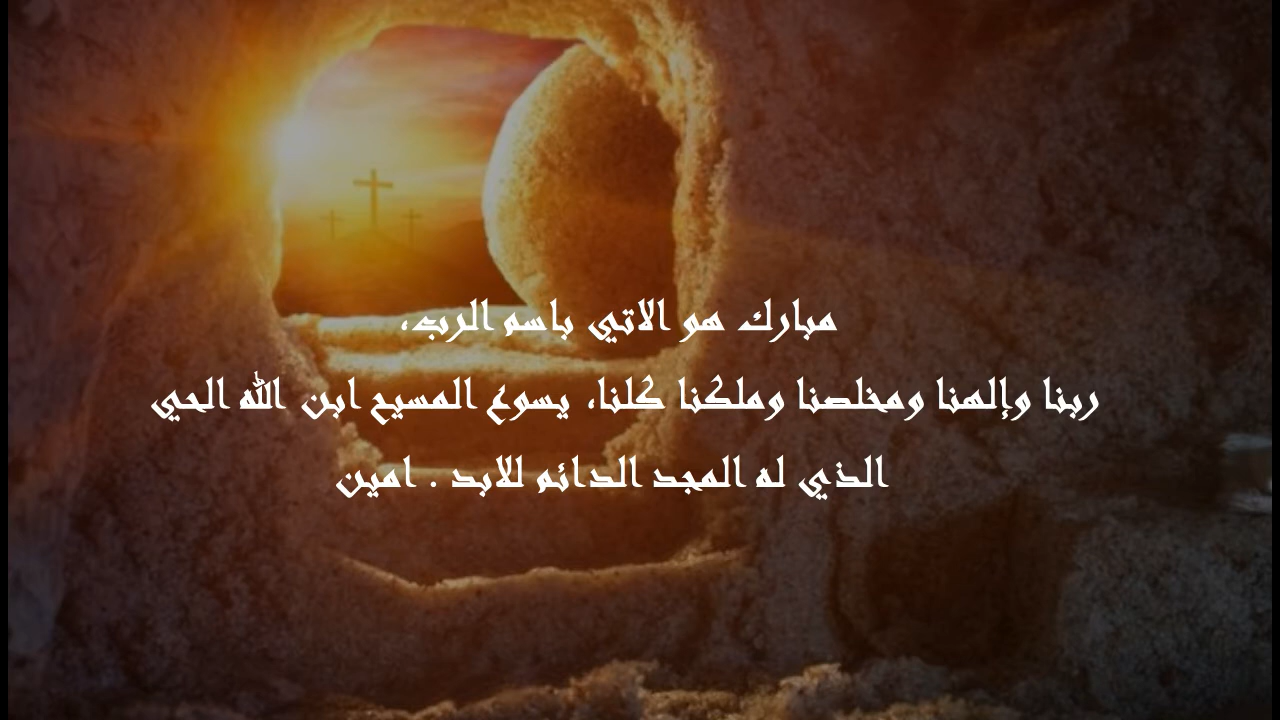 مبارك هو الاتي باسم الرب،
ربنا وإلهنا ومخلصنا وملكنا كلنا، يسوع المسيح ابن الله الحي
الذي له المجد الدائم للابد . امين